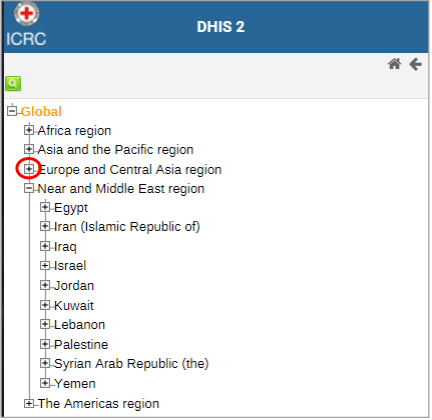 DHIS 2
ICRC
Global
Africa region
Asia and the Pacific region
Europe and Central Asia region
Near and Middle East region
Egypt
Iran (Islamic Republic of)
Iraq
Israel
Jordan
Kuwait
Lebanon
Palestine
Syrian Arab Republic (the)
Yemen
The Americas region